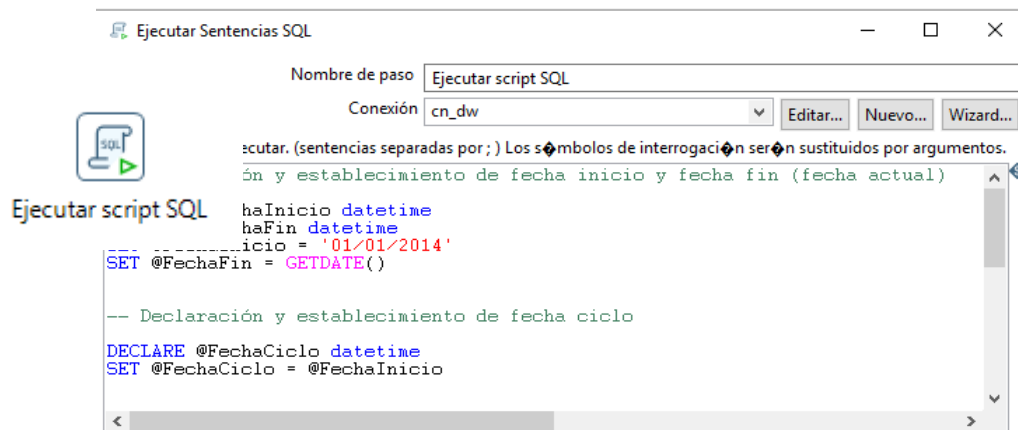 Ejecutar Sentencias SQL
Nombre de paso Ejecutar script SQL
Conexión cn_dw Editar... Nuevo... Wizard...
ecutar. (sentencias separadas por ; ) Los s�mbolos de interrogaci�n ser�n sustituidos por argumentos.
SQL
Ejecutar script SQL
ón y establecimiento de fecha inicio y fecha fin (fecha actual)
haInicio datetime
haFin datetime
icio = '01/01/2014'
SET @FechaFin = GETDATE()
-- Declaración y establecimiento de fecha ciclo
DECLARE @FechaCiclo datetime
SET @FechaCiclo = @FechaInicio